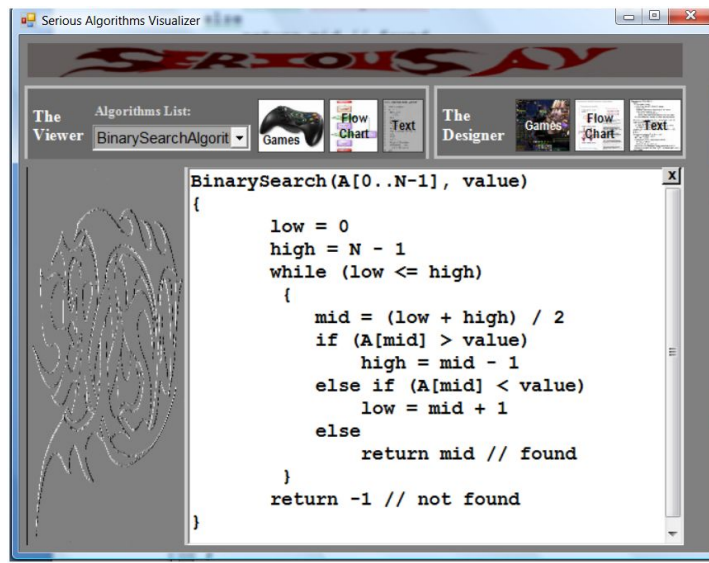 Serious Algorithms Visualizer
SERIOUSAV
The Viewer
Algorithms List:
BinarySearchAlgorit
Games
Flow Chart
Text
The Designer
Games
Flow Chart
Text
x
BinarySearch(A[0..N-1], value)
{
low = 0
high = N - 1
while (low <= high)
{
mid = (low + high) / 2
if (A[mid] > value)
high = mid - 1
else if (A[mid] < value)
low = mid + 1
else
return mid // found
}
return -1 // not found
}